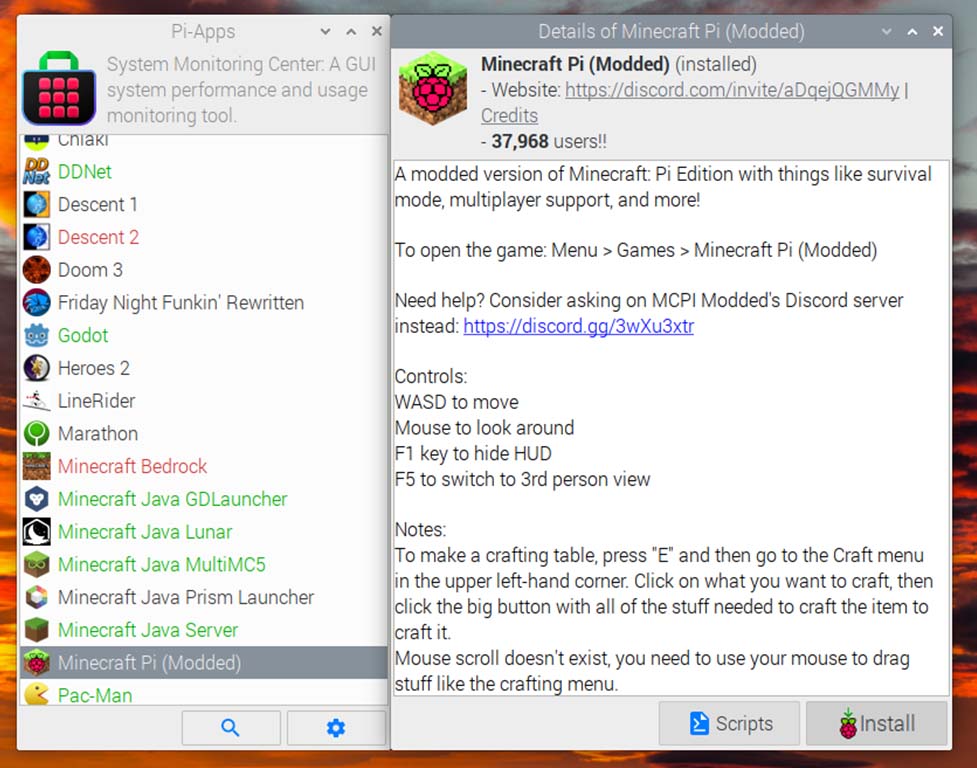 Pi-Apps
System Monitoring Center: A GUI
system performance and usage
monitoring tool.
Chiaki
DDNet
Descent 1
Descent 2
Doom 3
Friday Night Funkin' Rewritten
Godot
Heroes 2
LineRider
Marathon
Minecraft Bedrock
Minecraft Java GDLauncher
Minecraft Java Lunar
Minecraft Java MultiMC5
Minecraft Java Prism Launcher
Minecraft Java Server
Minecraft Pi (Modded)
Pac-Man
Details of Minecraft Pi (Modded)
Minecraft Pi (Modded) (installed)
- Website: https://discord.com/invite/aDqejQGMMy |
Credits
- 37,968 users!!
A modded version of Minecraft: Pi Edition with things like survival
mode, multiplayer support, and more!
To open the game: Menu > Games > Minecraft Pi (Modded)
Need help? Consider asking on MCPI Modded's Discord server
instead: https://discord.gg/3wXu3xtr
Controls:
WASD to move
Mouse to look around
F1 key to hide HUD
F5 to switch to 3rd person view
Notes:
To make a crafting table, press "E" and then go to the Craft menu
in the upper left-hand corner. Click on what you want to craft, then
click the big button with all of the stuff needed to craft the item to
craft it.
Mouse scroll doesn't exist, you need to use your mouse to drag
stuff like the crafting menu.
Scripts
Install